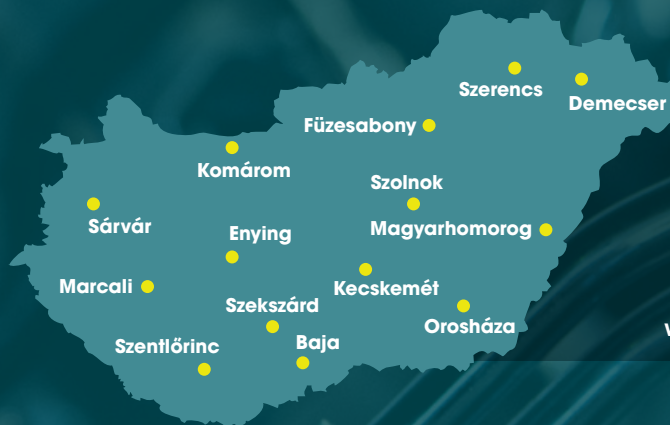 Szerencs
Demecser
Füzesabony
Komárom
Szolnok
Sárvár
Enying
Magyarhomorog
Marcali
Kecskemét
Szekszárd
Orosháza
Szentlőrinc
Baja